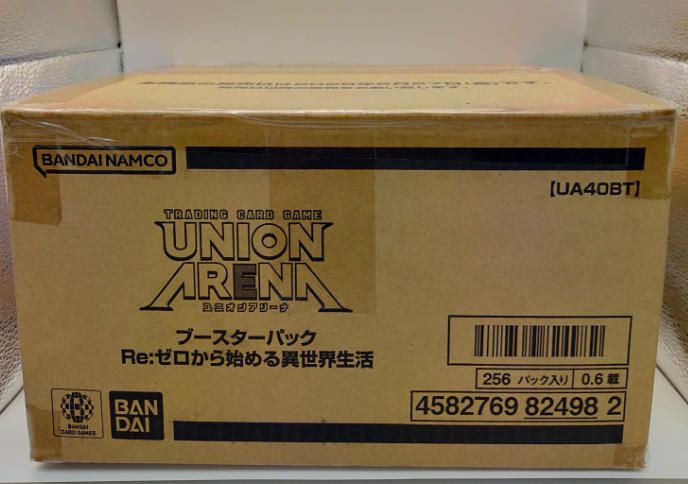 BANDAI NAMCO
【UA40BT】
TRADING CARD GAME
UNION
ARENA
ユニオンアリーナ
ブースターパック
Re:ゼロから始める異世界生活
256 パック入り 0.6 載
4582769 82498 2
BANDAI
CARD GAMES
BAN
DAI